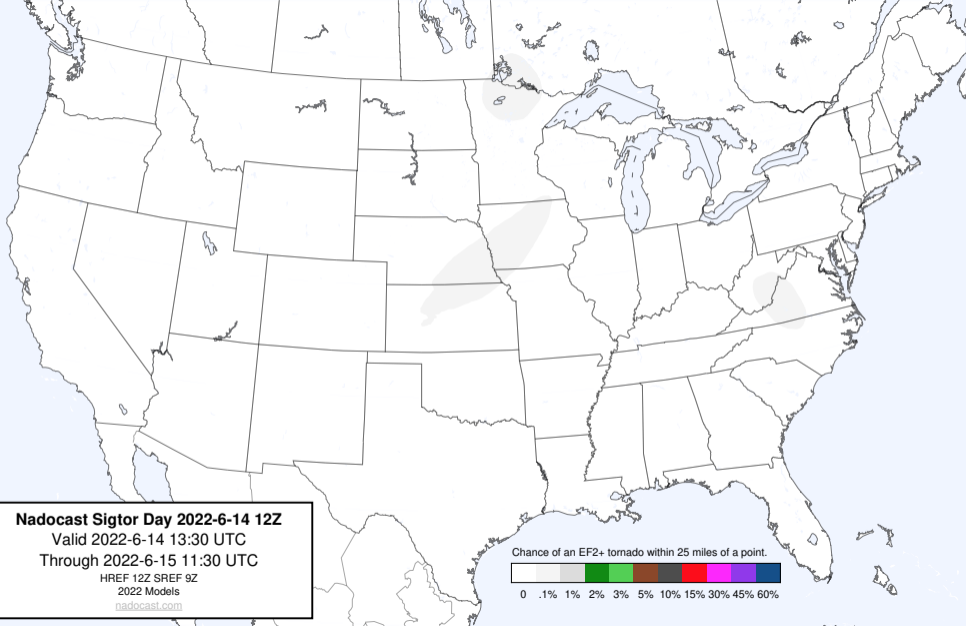 Nadocast Sigtor Day 2022-6-14 12Z
Valid 2022-6-14 13:30 UTC
Through 2022-6-15 11:30 UTC
HREF 12Z SREF 9Z
2022 Models
nadocast.com
Chance of an EF2+ tornado within 25 miles of a point.
0 .1% 1% 2% 3% 5% 10% 15% 30% 45% 60%